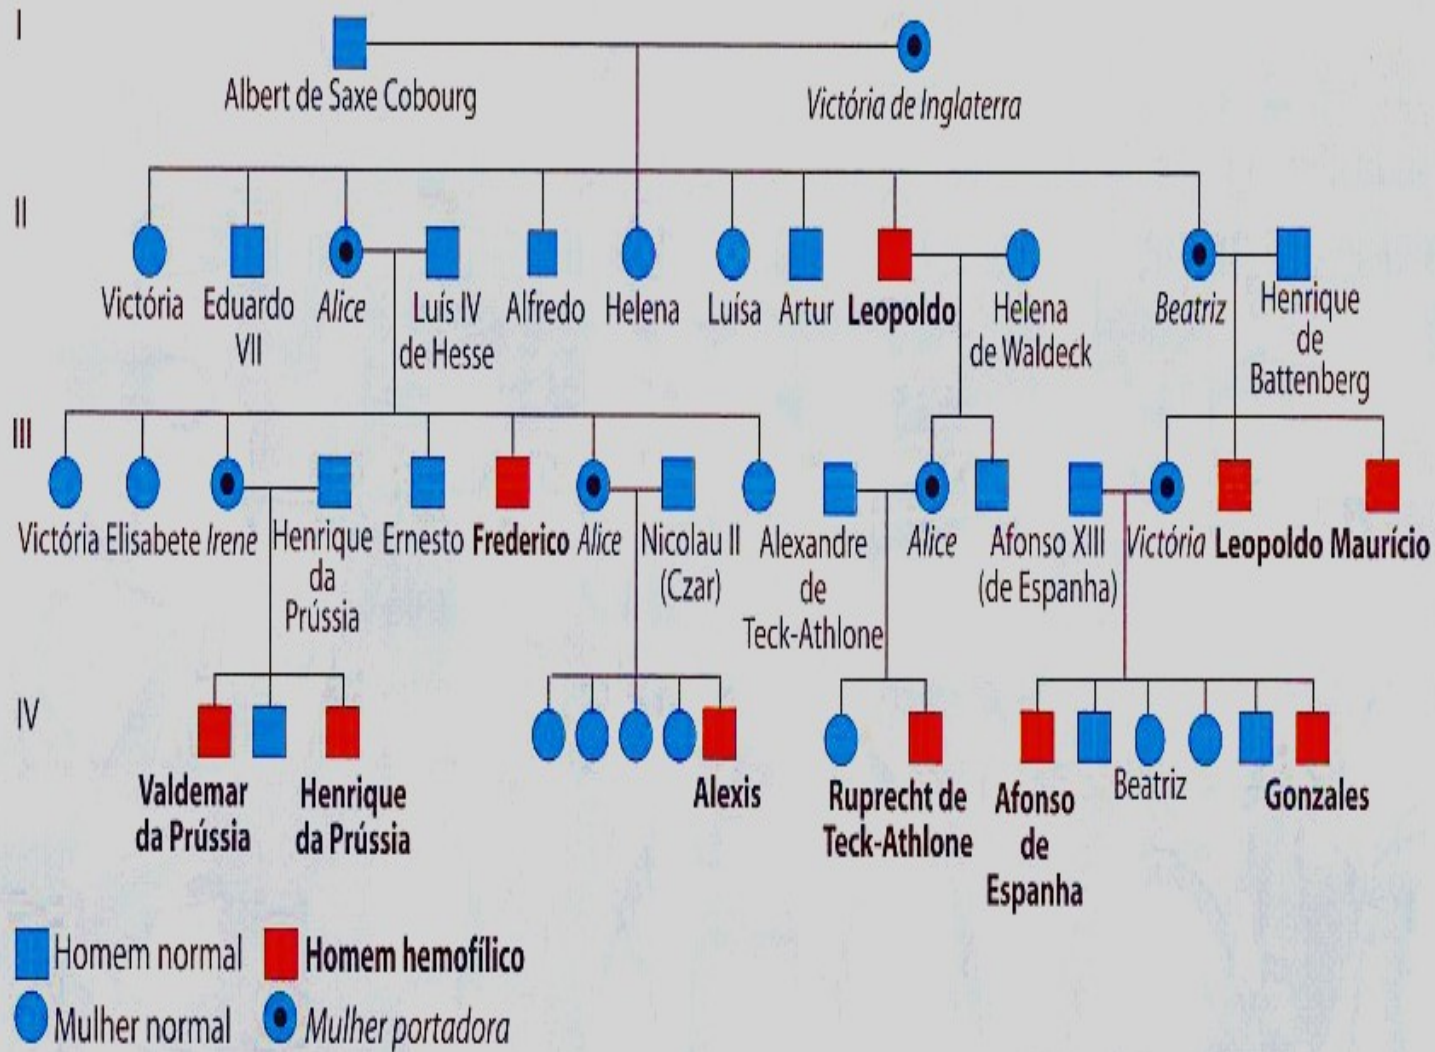 I
Albert de Saxe Cobourg
Victória de Inglaterra
II
Victória
Eduardo
VII
Alice
Luís IV
de Hesse
Alfredo
Helena
Luísa
Artur
Leopoldo
Helena
de Waldeck
Beatriz
Henrique
de
Battenberg
III
Victória
Elisabete
Irene
Henrique
da
Prússia
Ernesto
Frederico
Alice
Nicolau II
(Czar)
Alexandre
de
Teck-Athlone
Alice
Afonso XIII
(de Espanha)
Victória
Leopoldo
Maurício
IV
Valdemar
da Prússia
Henrique
da Prússia
Alexis
Ruprecht de
Teck-Athlone
Afonso
de
Espanha
Beatriz
Gonzales
Homem normal
Homem hemofílico
Mulher normal
Mulher portadora